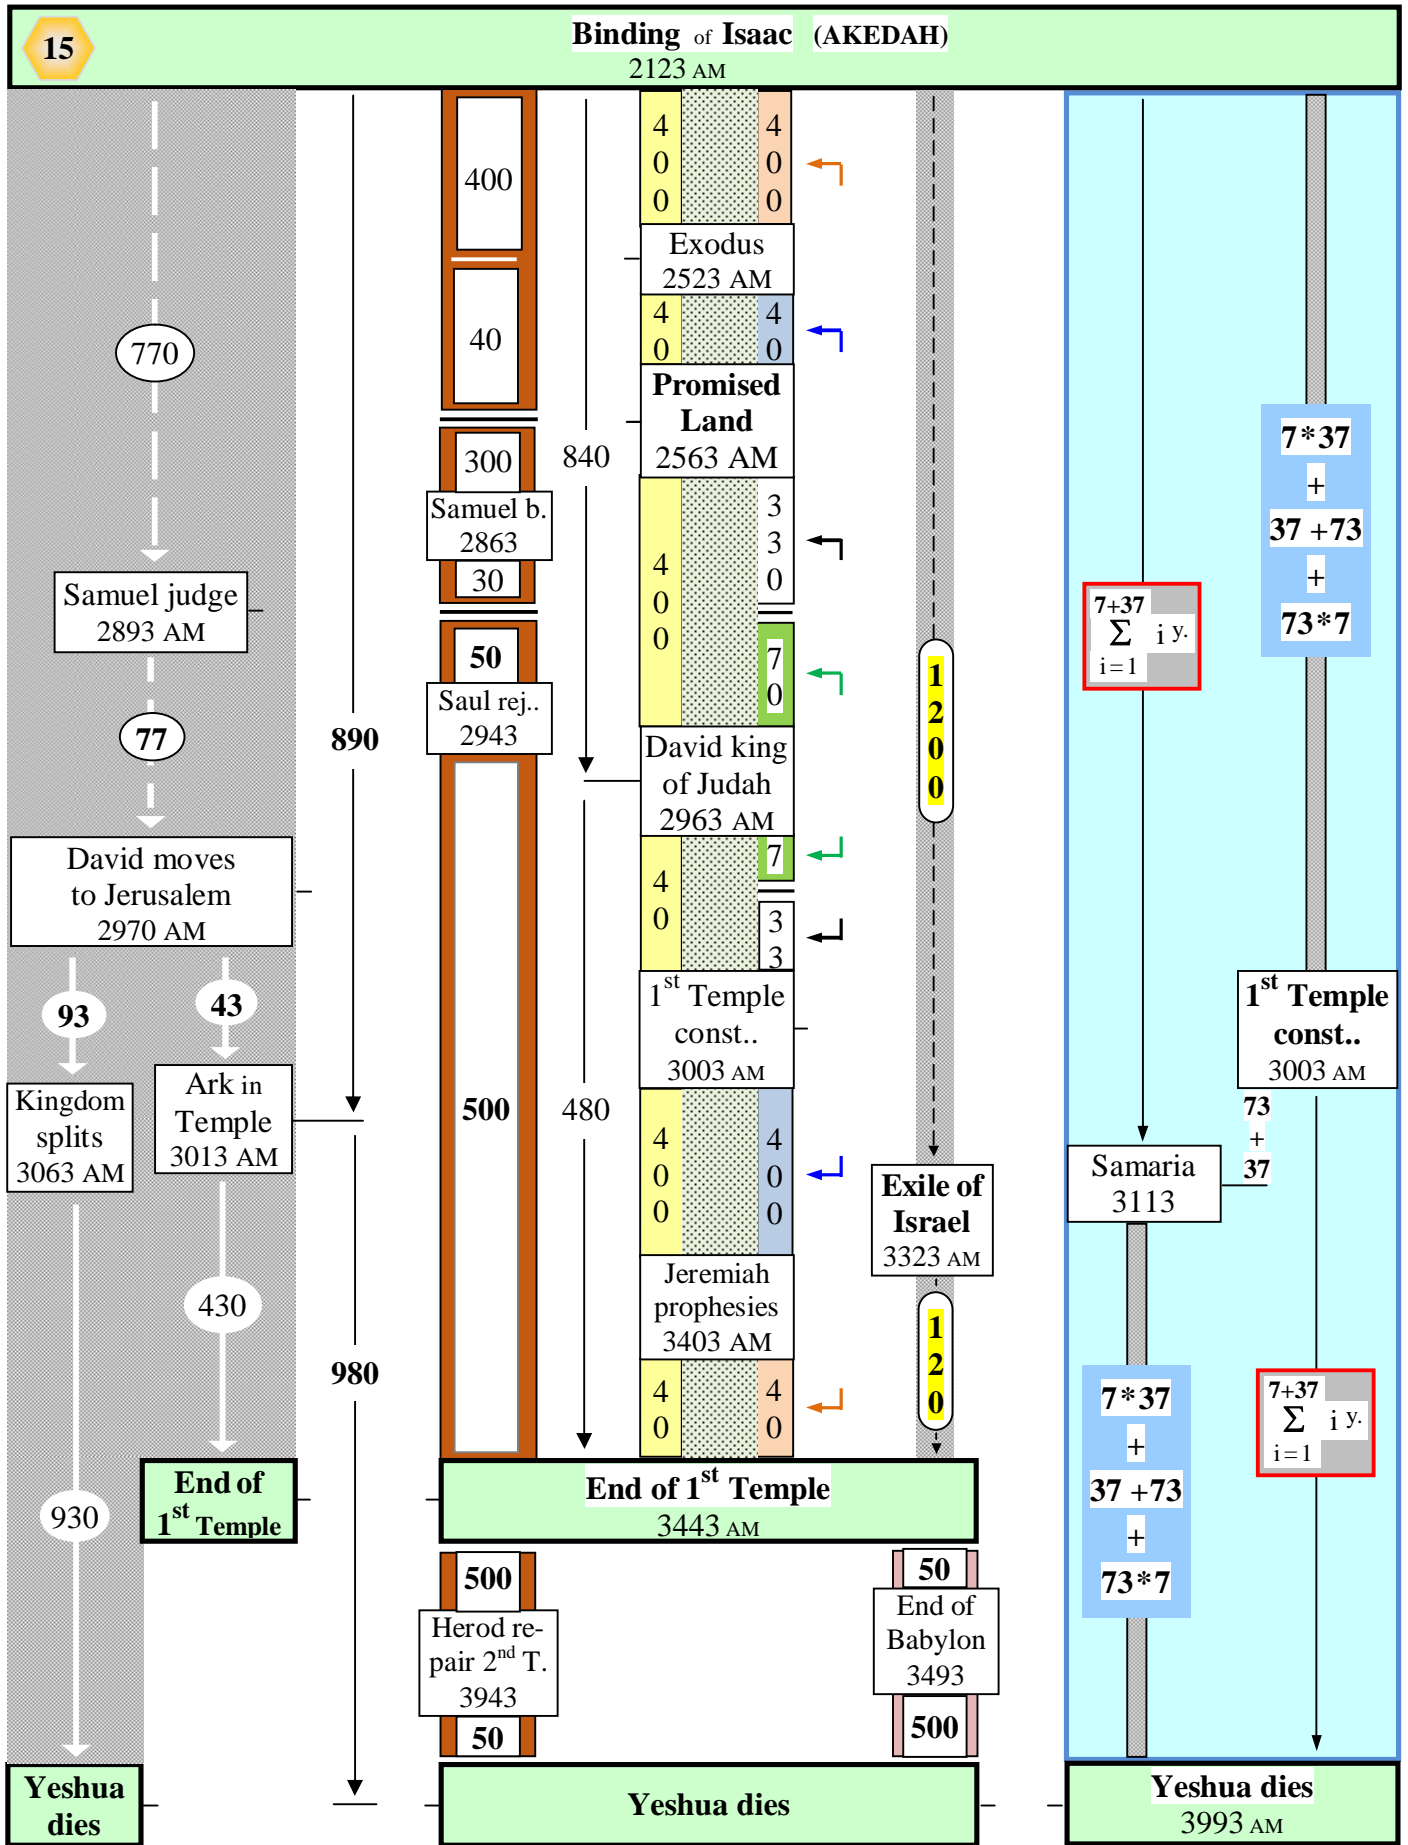 15
Binding of Isaac (AKEDAH)
2123 AM
770
Samuel judge
2893 AM
77
David moves
to Jerusalem
2970 AM
93
43
Kingdom
splits
3063 AM
Ark in
Temple
3013 AM
430
930
End of
1st Temple
Yeshua
dies
890
980
400
40
300
Samuel b.
2863
30
50
Saul rej..
2943
500
840
480
400
400
Exodus
2523 AM
40
40
Promised
Land
2563 AM
400
330
70
David king
of Judah
2963 AM
40
7
33
1st Temple
const..
3003 AM
400
400
Jeremiah
prophesies
3403 AM
40
40
1200
Exile of
Israel
3323 AM
120
End of 1st Temple
3443 AM
500
Herod re-
pair 2nd T.
3943
50
50
End of
Babylon
3493
500
Yeshua dies
7+37
Σ i y.
i=1
Samaria
3113
7*37
+
37 +73
+
73*7
7*37
+
37 +73
+
73*7
1st Temple
const..
3003 AM
73
+
37
7+37
Σ i y.
i=1
Yeshua dies
3993 AM